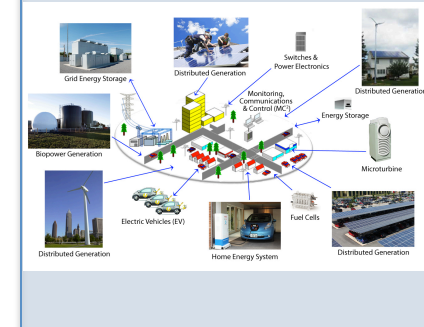 Switches &
Power Electronics
Grid Energy Storage
Distributed Generation
Distributed Generation
Monitoring,
Communications
& Control (MC²)
Energy Storage
Biopower Generation
Microturbine
Electric Vehicles (EV)
Fuel Cells
Distributed Generation
Home Energy System
Distributed Generation